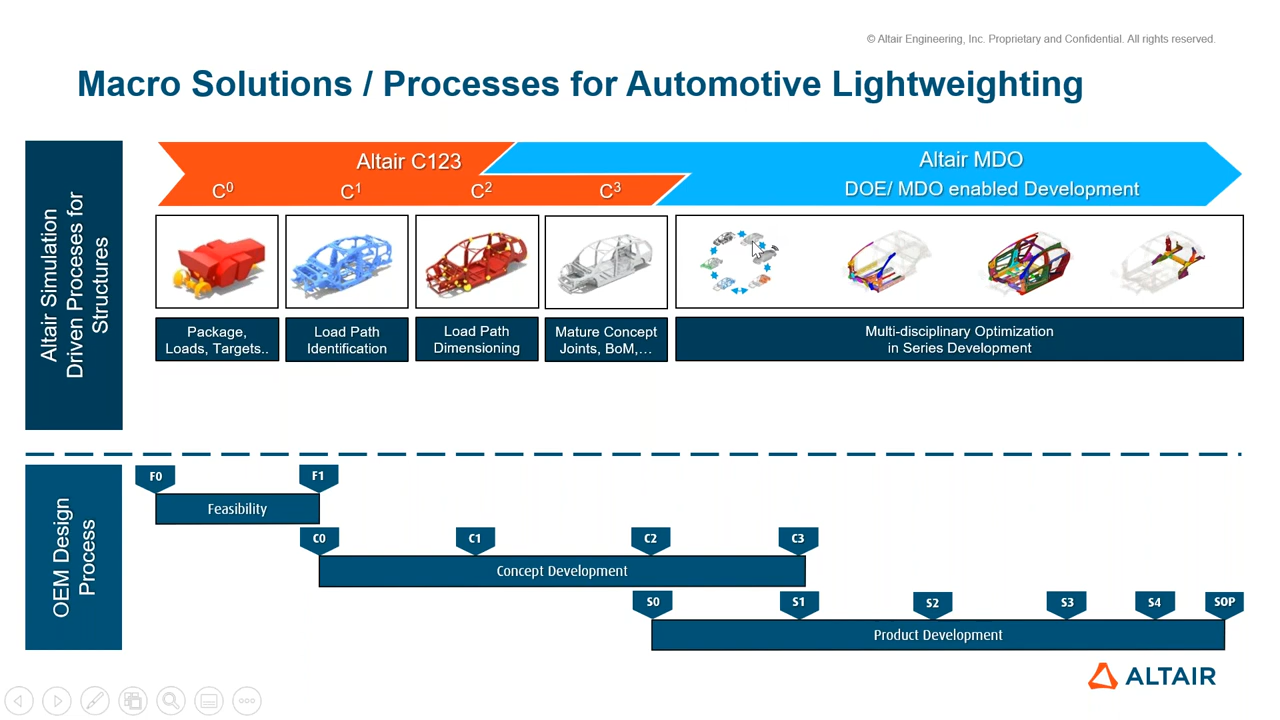 © Altair Engineering, Inc. Proprietary and Confidential. All rights reserved.
Macro Solutions / Processes for Automotive Lightweighting
Altair Simulation
Driven Processes for
Structures
Altair C123
C⁰
C¹
C²
C³
Altair MDO
DOE/ MDO enabled Development
Package,
Loads, Targets..
Load Path
Identification
Load Path
Dimensioning
Mature Concept
Joints, BoM,…
Multi-disciplinary Optimization
in Series Development
OEM Design
Process
F0
F1
Feasibility
C0
C1
C2
C3
Concept Development
S0
S1
S2
S3
S4
SOP
Product Development
ALTAIR